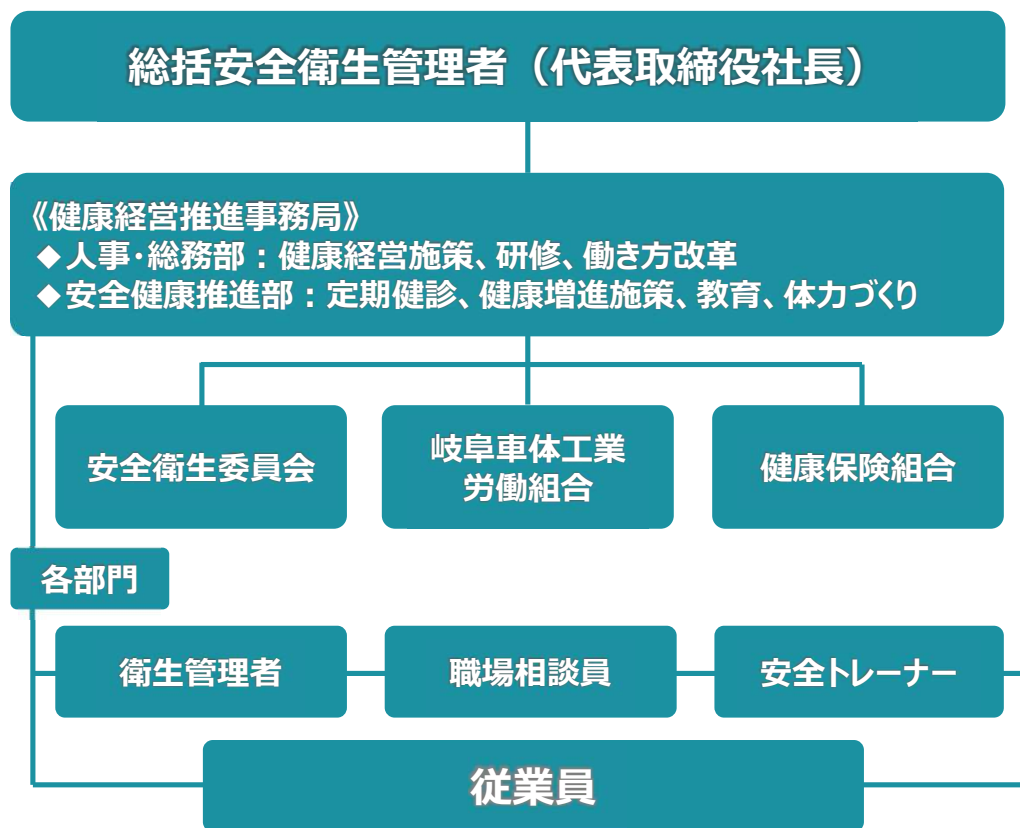 総括安全衛生管理者（代表取締役社長）
《健康経営推進事務局》
◆人事・総務部：健康経営施策、研修、働き方改革
◆安全健康推進部：定期健診、健康増進施策、教育、体力づくり
安全衛生委員会
岐阜車体工業
労働組合
健康保険組合
各部門
衛生管理者
職場相談員
安全トレーナー
従業員